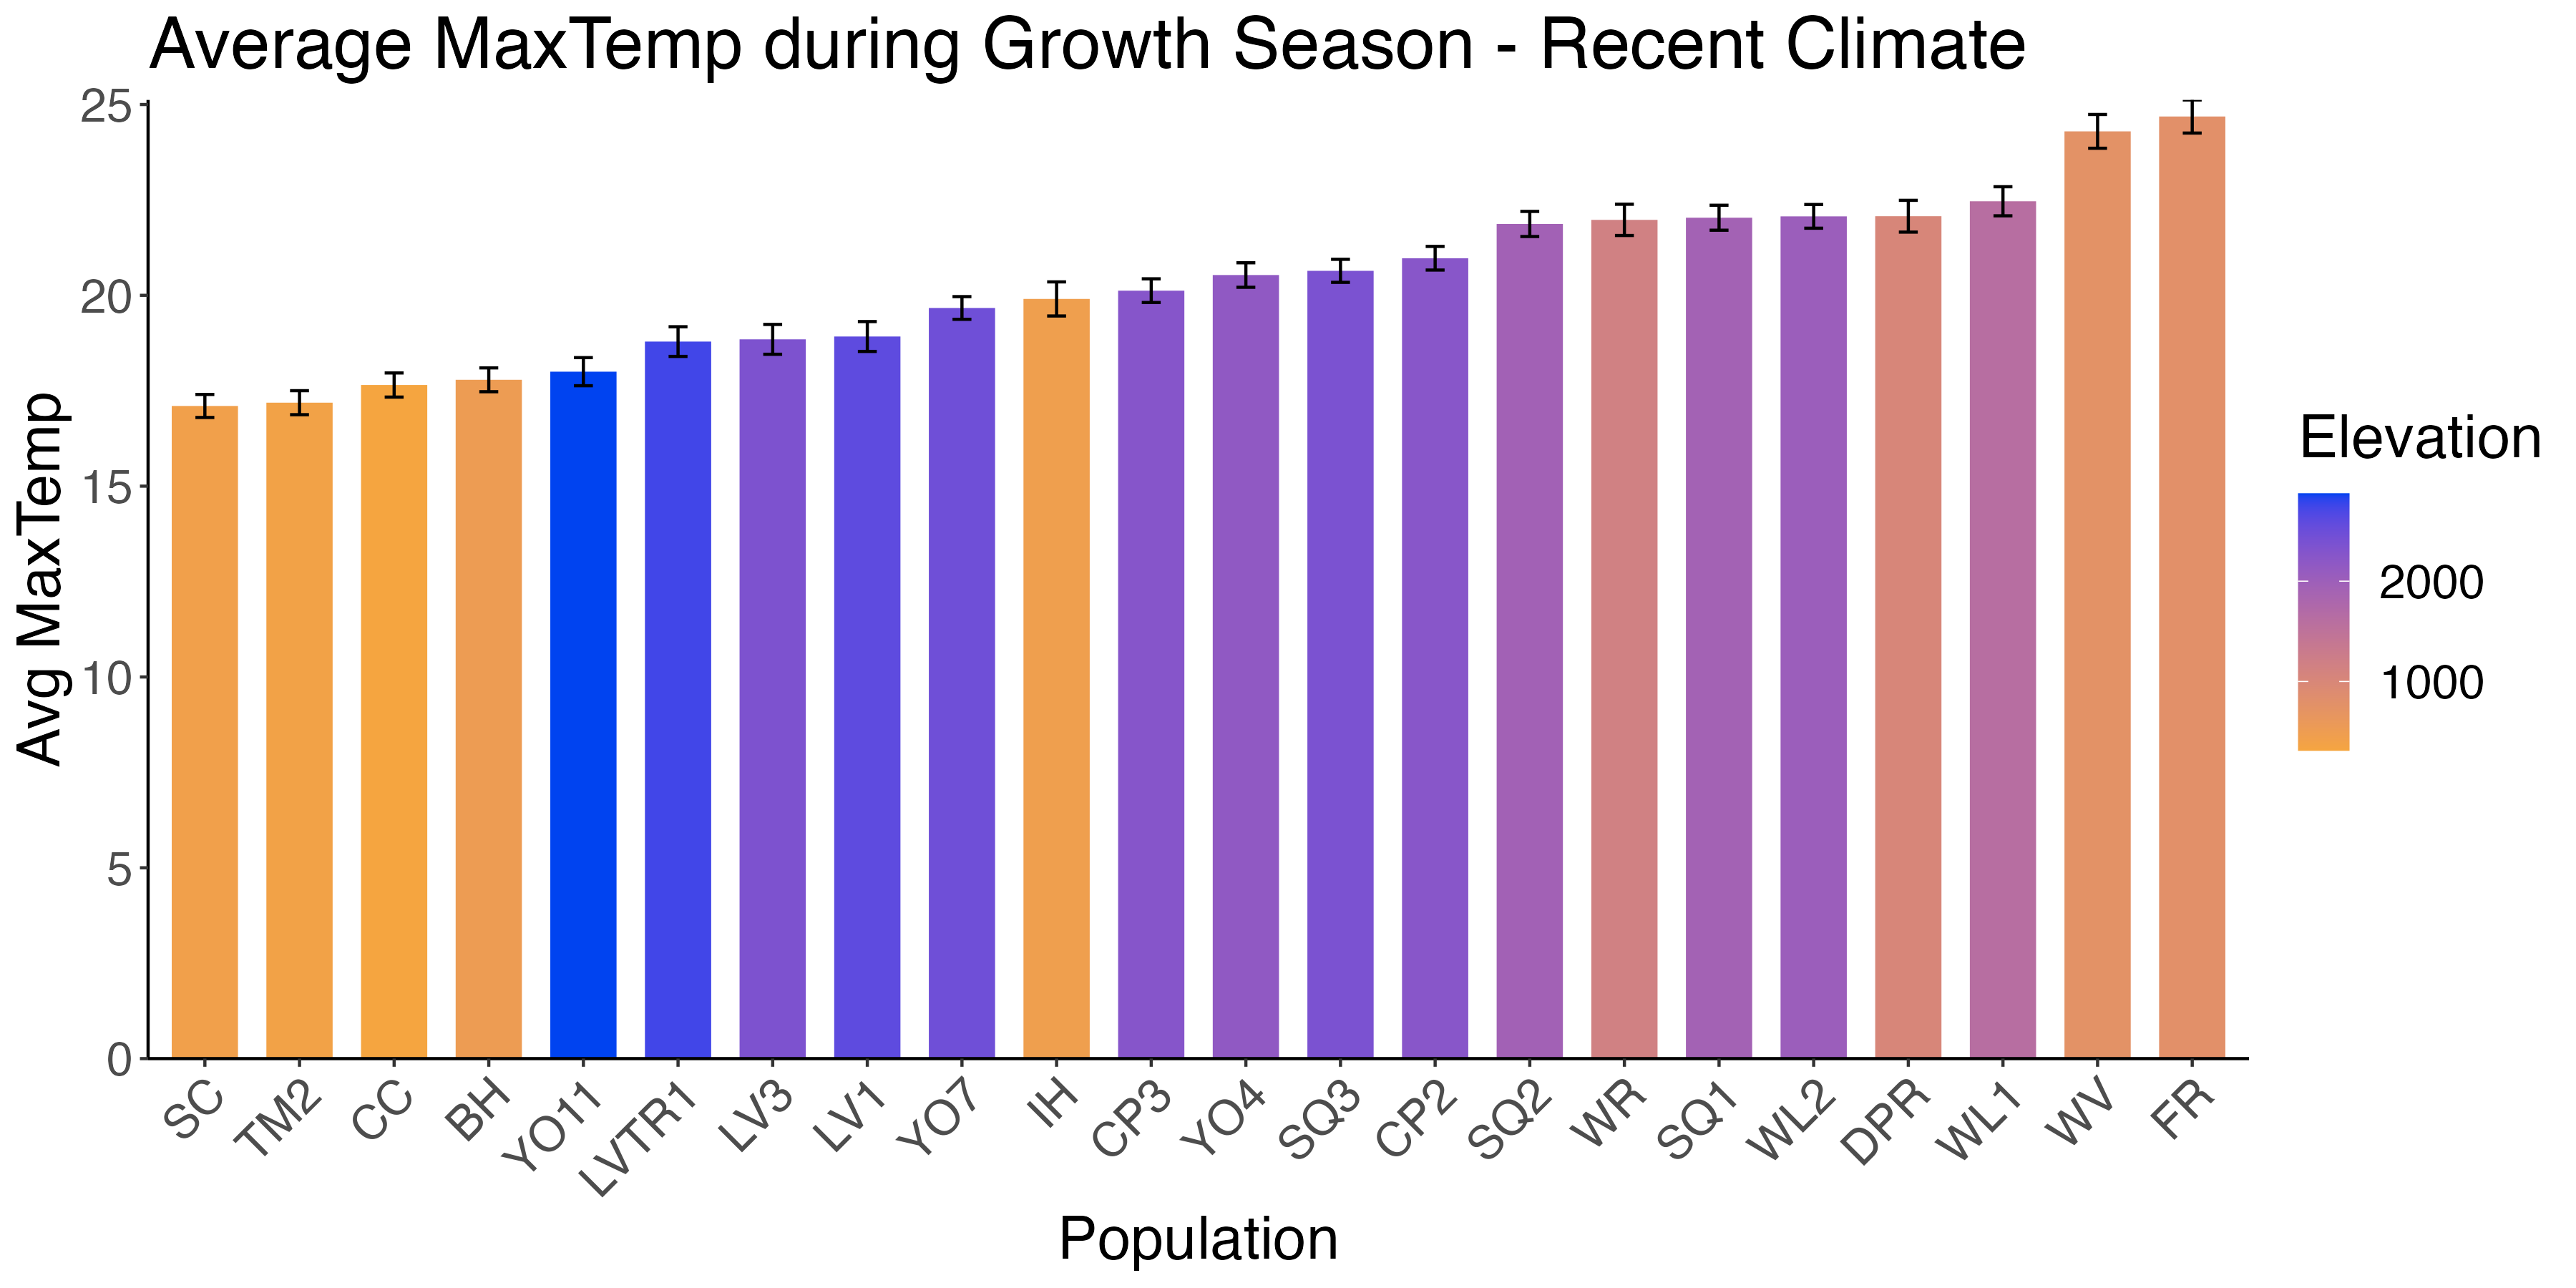 Average MaxTemp during Growth Season - Recent Climate
Avg MaxTemp
25
20
15
10
5
0
SC
TM2
CC
BH
YO11
LVTR1
LV3
LV1
YO7
IH
CP3
YO4
SQ3
CP2
SQ2
WR
SQ1
WL2
DPR
WL1
WV
FR
Population
Elevation
2000
1000